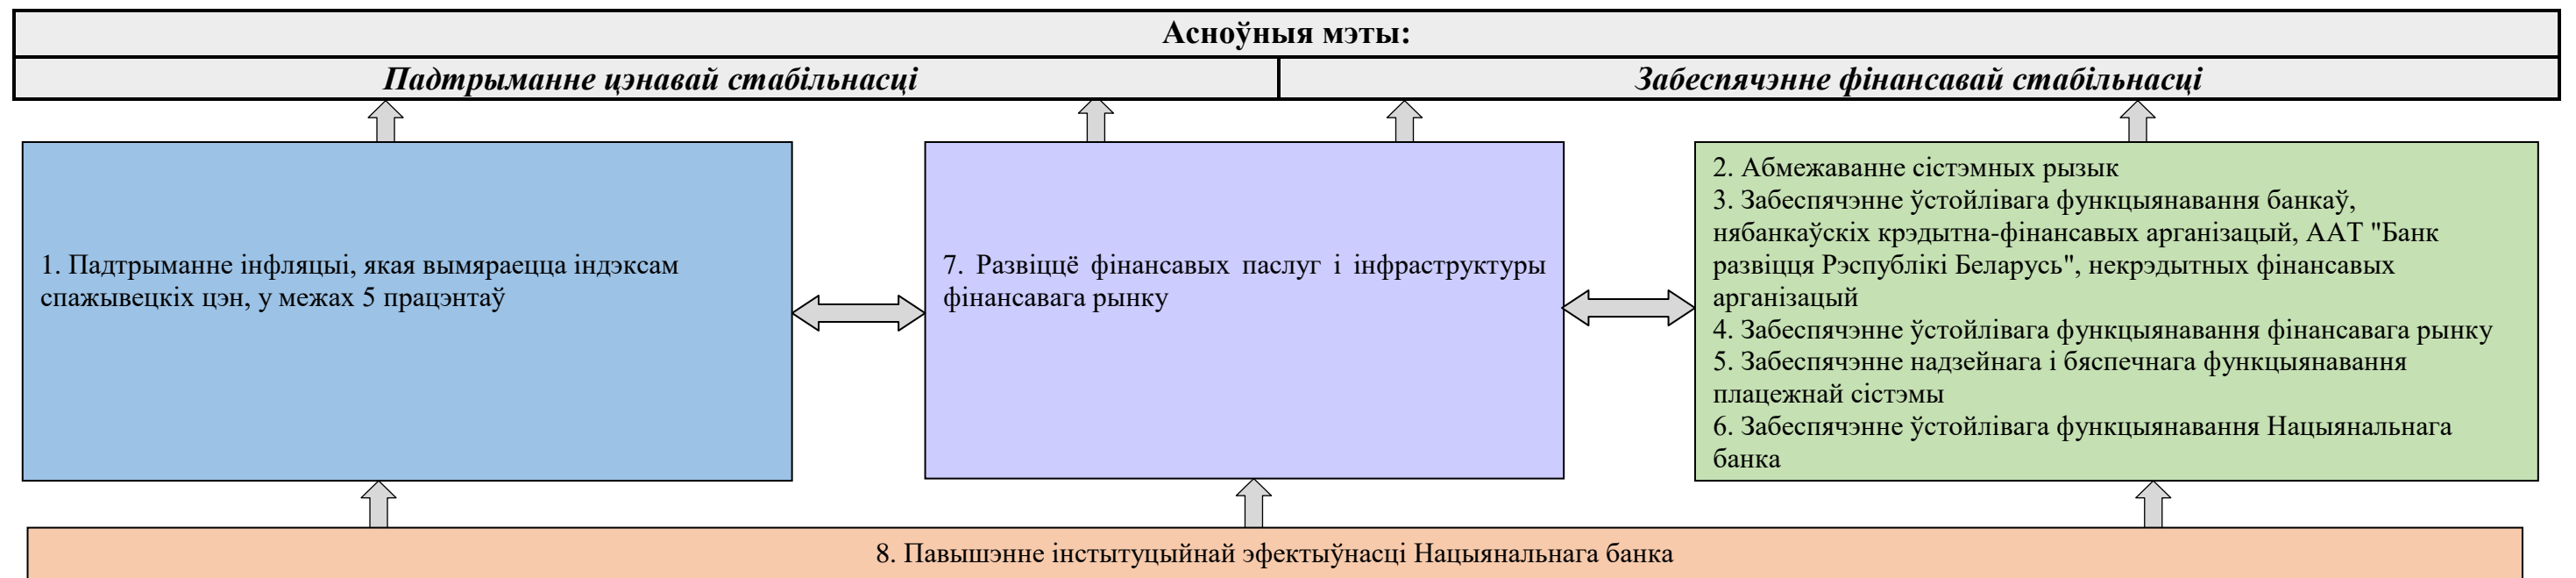 Асноўныя мэты:
Падтрыманне цэнавай стабільнасці
Забеспячэнне фінансавай стабільнасці
1. Падтрыманне інфляцыі, якая вымяраецца індэксам
спажывецкіх цэн, у межах 5 працэнтаў
7. Развіццё фінансавых паслуг і інфраструктуры
фінансавага рынку
2. Абмежаванне сістэмных рызык
3. Забеспячэнне ўстойлівага функцыянавання банкаў,
нябанкаўскіх крэдытна-фінансавых арганізацый, ААТ "Банк
развіцця Рэспублікі Беларусь", некрэдытных фінансавых
арганізацый
4. Забеспячэнне ўстойлівага функцыянавання фінансавага рынку
5. Забеспячэнне надзейнага і бяспечнага функцыянавання
плацежнай сістэмы
6. Забеспячэнне ўстойлівага функцыянавання Нацыянальнага
банка
8. Павышэнне інстытуцыйнай эфектыўнасці Нацыянальнага банка